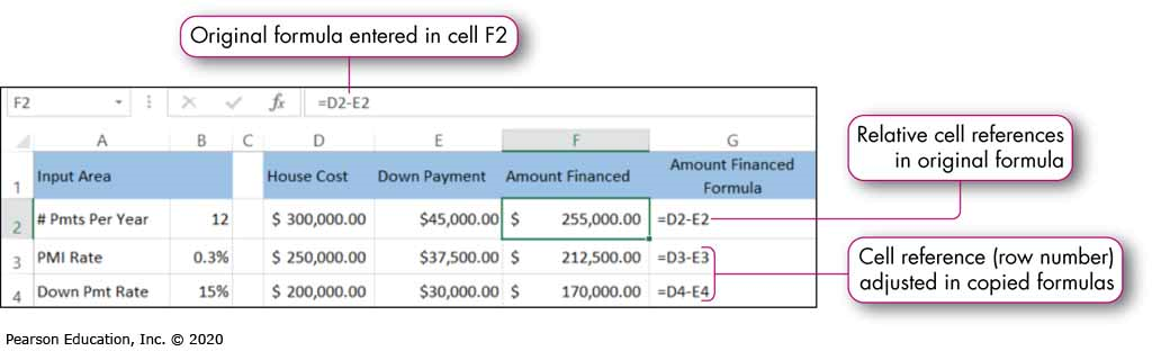 Original formula entered in cell F2
F2 fx =D2-E2
A B C D E F G
1 Input Area House Cost Down Payment Amount Financed Amount Financed Formula
2 # Pmts Per Year 12 $ 300,000.00 $45,000.00 $ 255,000.00 =D2-E2
3 PMI Rate 0.3% $ 250,000.00 $37,500.00 $ 212,500.00 =D3-E3
4 Down Pmt Rate 15% $ 200,000.00 $30,000.00 $ 170,000.00 =D4-E4
Relative cell references
in original formula
Cell reference (row number)
adjusted in copied formulas
Pearson Education, Inc. © 2020